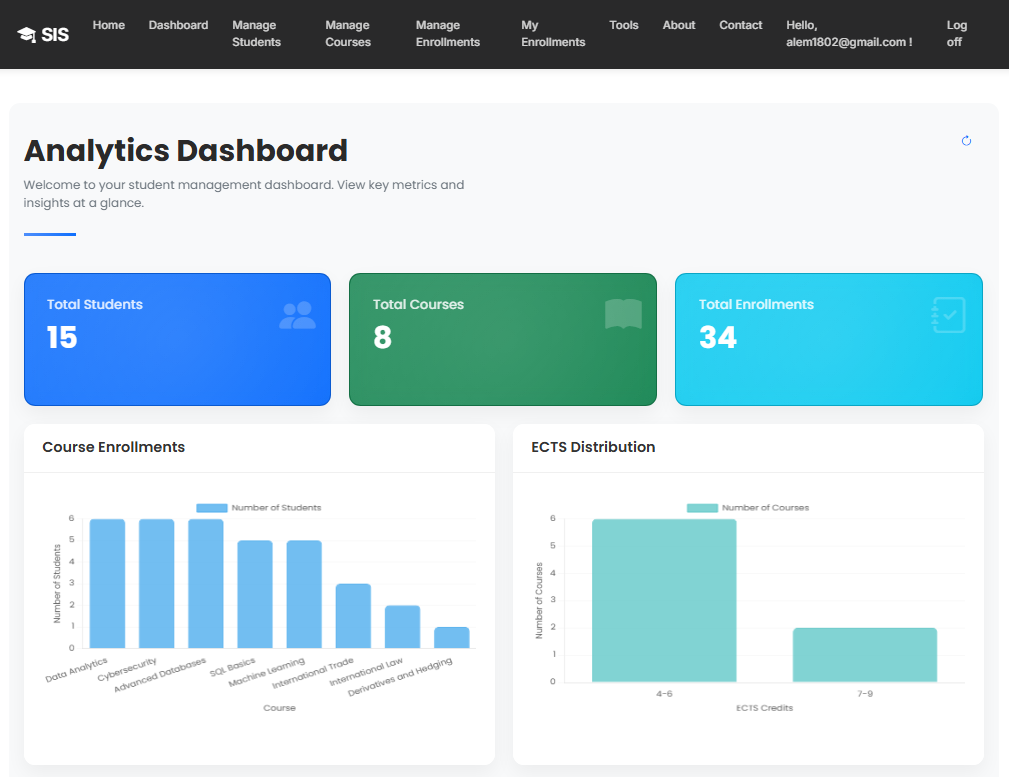 SIS
Home
Dashboard
Manage
Students
Manage
Courses
Manage
Enrollments
My
Enrollments
Tools
About
Contact
Hello,
alem1802@gmail.com !
Log
off
Analytics Dashboard
Welcome to your student management dashboard. View key metrics and
insights at a glance.
Total Students
15
Total Courses
8
Total Enrollments
34
Course Enrollments
Number of Students
Number of Students
6
5
4
3
2
1
0
Data Analytics
Cybersecurity
Advanced Databases
SQL Basics
Machine Learning
International Trade
International Law
Derivatives and Hedging
Course
ECTS Distribution
Number of Courses
Number of Courses
6
5
4
3
2
1
0
4-6
7-9
ECTS Credits